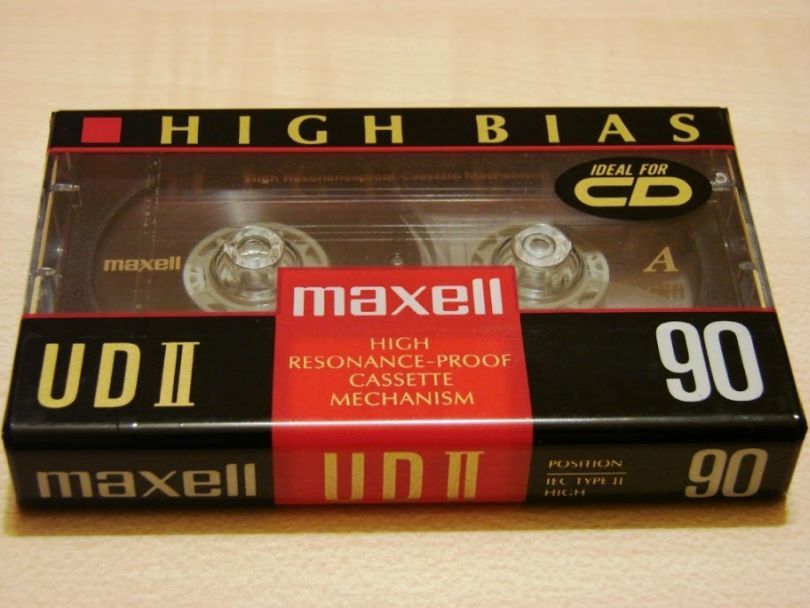 HIGH BIAS
IDEAL FOR
CD
High Resonance-Proof Cassette Mechanism
maxell
A
maxell
HIGH
RESONANCE-PROOF
CASSETTE
MECHANISM
UD II
90
maxell
UD II
POSITION
IEC TYPE II
HIGH
90